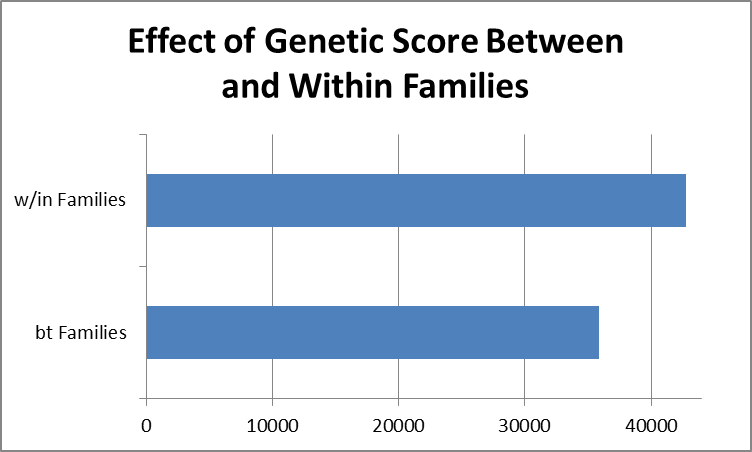 Effect of Genetic Score Between
and Within Families
w/in Families
bt Families
0 10000 20000 30000 40000